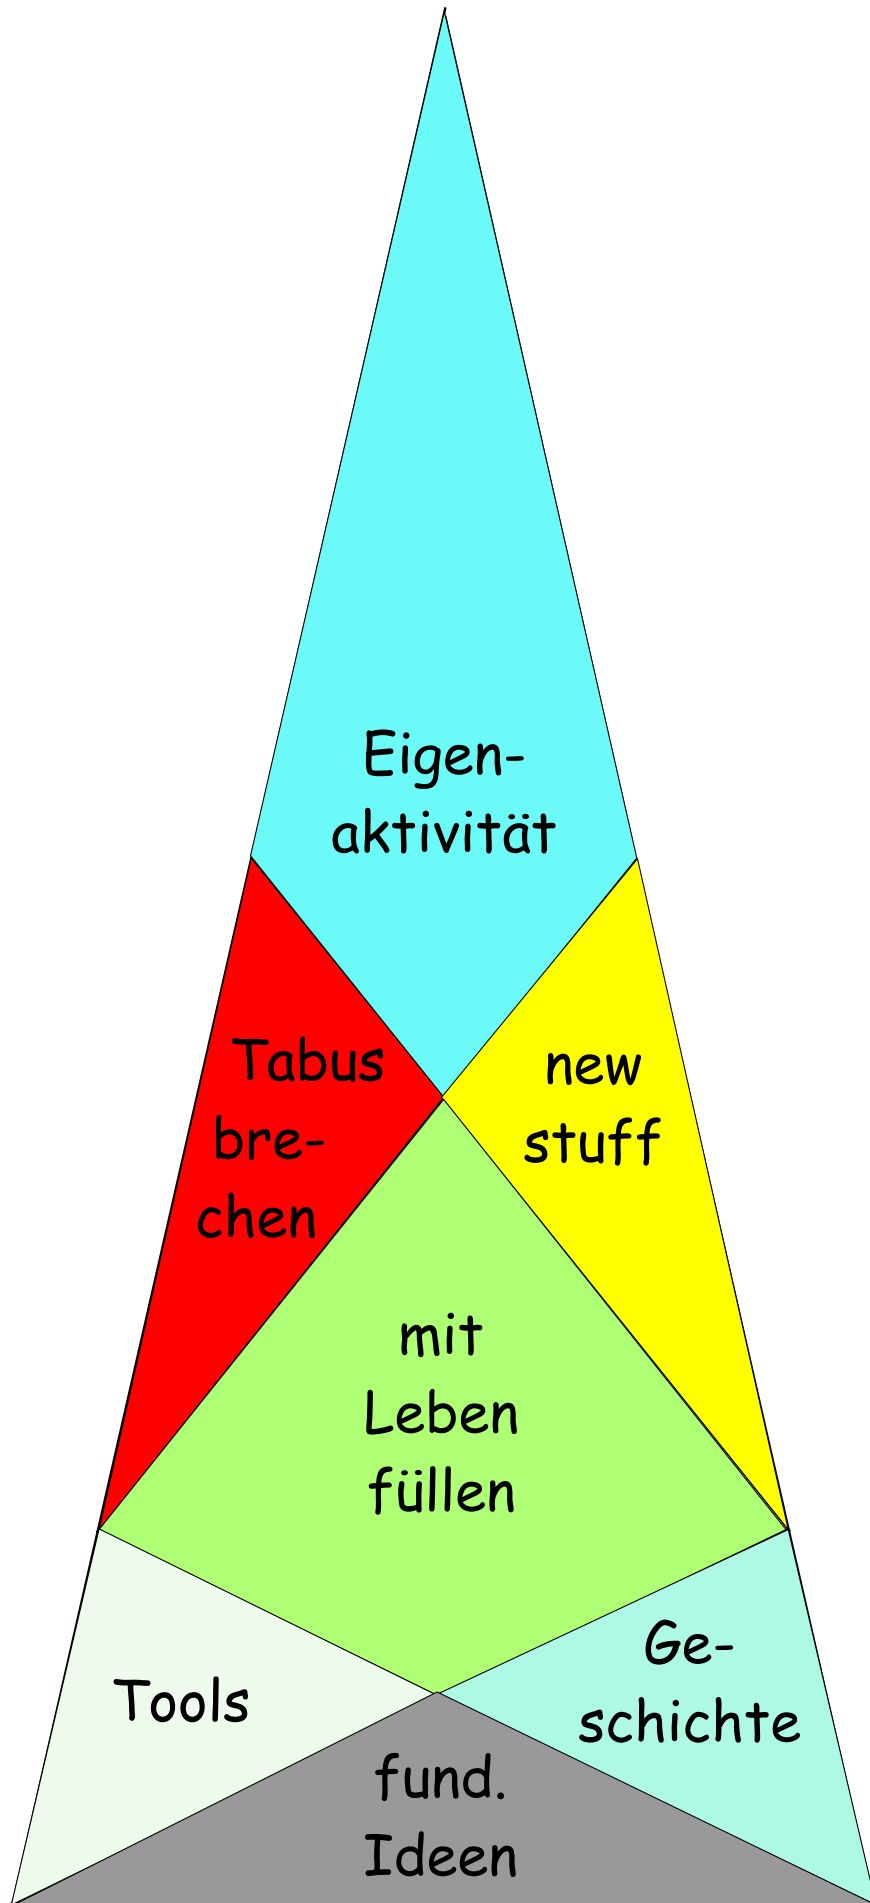 Eigen-
aktivität
Tabus
bre-
chen
new
stuff
mit
Leben
füllen
Tools
Ge-
schichte
fund.
Ideen